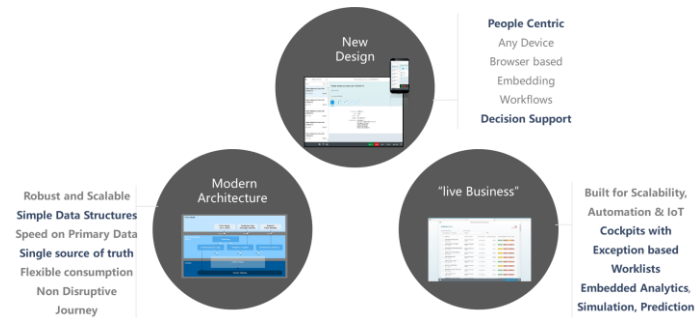 New
Design
People Centric
Any Device
Browser based
Embedding
Workflows
Decision Support
Modern
Architecture
Robust and Scalable
Simple Data Structures
Speed on Primary Data
Single source of truth
Flexible consumption
Non Disruptive
Journey
“live Business”
Built for Scalability,
Automation & IoT
Cockpits with
Exception based
Worklists
Embedded Analytics,
Simulation, Prediction